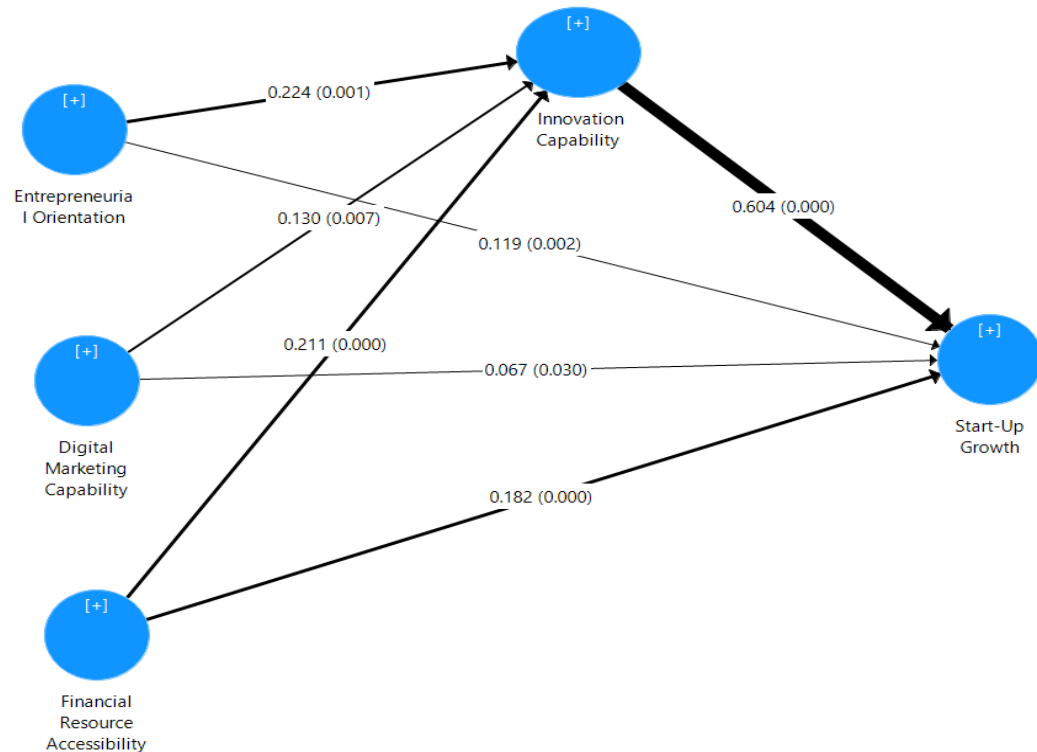 [+]
Innovation
Capability
[+]
Entrepreneuria
l Orientation
0.224 (0.001)
0.130 (0.007)
0.119 (0.002)
0.604 (0.000)
[+]
Digital
Marketing
Capability
0.211 (0.000)
0.067 (0.030)
[+]
Start-Up
Growth
0.182 (0.000)
[+]
Financial
Resource
Accessibility